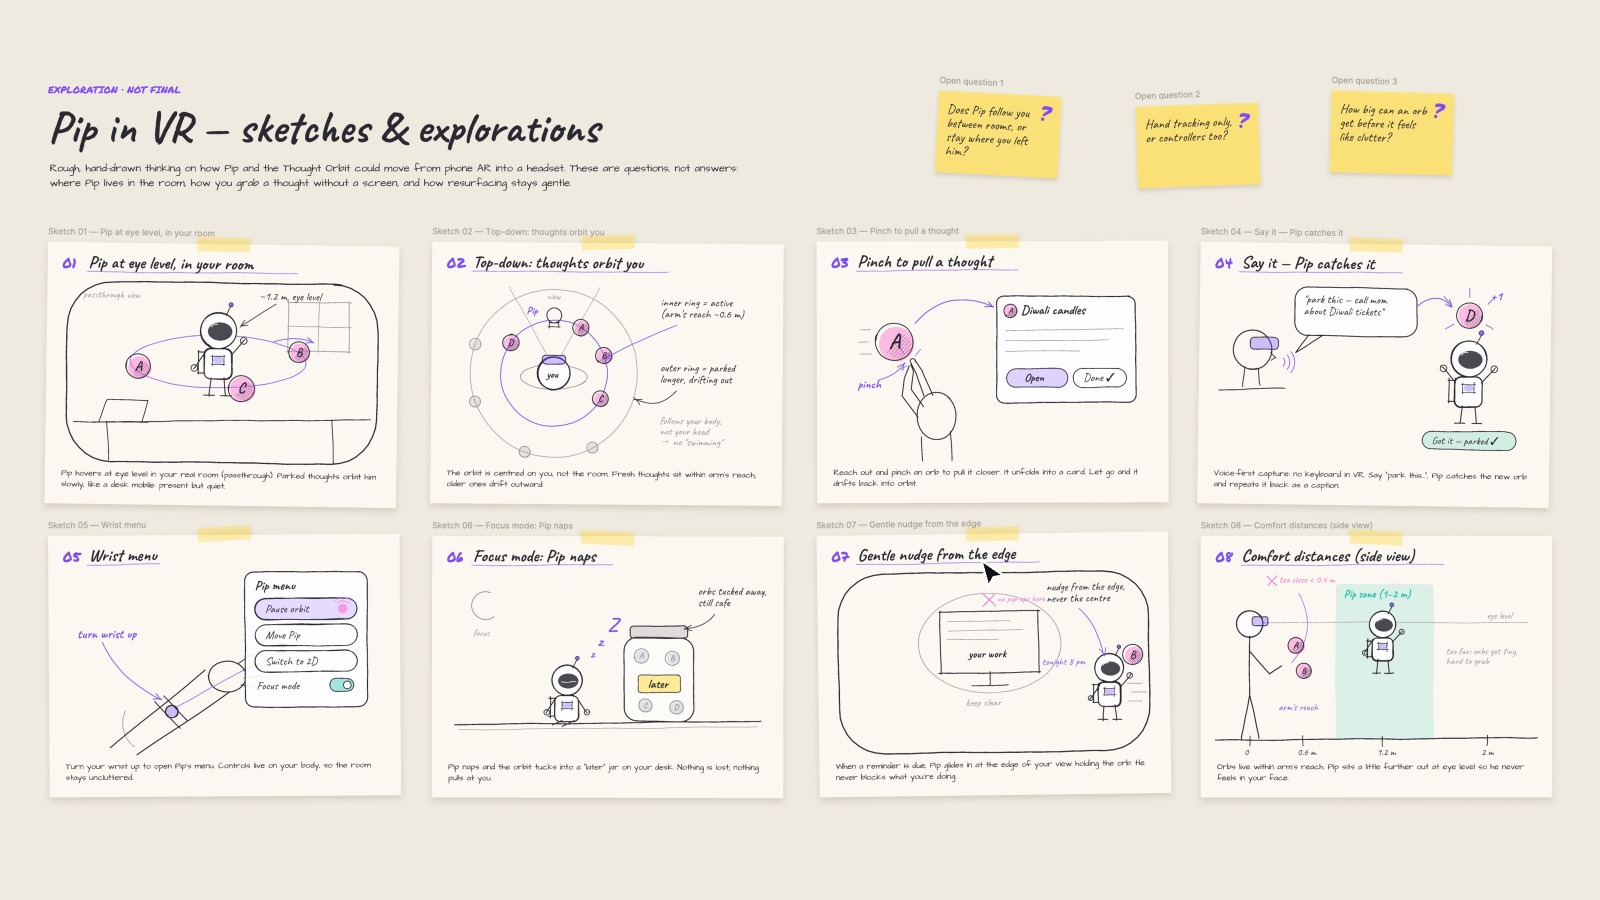 EXPLORATION · NOT FINAL
Pip in VR — sketches & explorations
Rough, hand-drawn thinking on how Pip and the Thought Orbit could move from phone AR into a headset. These are questions, not answers:
where Pip lives in the room, how you grab a thought without a screen, and how resurfacing stays gentle.
Open question 1
Does Pip follow you
between rooms, or
stay where you left
him?
?
Open question 2
Hand tracking only,
or controllers too?
?
Open question 3
How big can an orb
get before it feels
like clutter?
?
Sketch 01 — Pip at eye level, in your room
01 Pip at eye level, in your room
passthrough view
~1.2 m, eye level
A
B
C
Pip hovers at eye level in your real room (passthrough). Parked thoughts orbit him
slowly, like a desk mobile: present but quiet.
Sketch 02 — Top-down: thoughts orbit you
02 Top-down: thoughts orbit you
view
Pip
A
D
B
you
C
inner ring = active
(arm's reach ~0.6 m)
outer ring = parked
longer, drifting out
follows your body,
not your head
→ no "swimming"
The orbit is centred on you, not the room. Fresh thoughts sit within arm's reach;
older ones drift outward.
Sketch 03 — Pinch to pull a thought
03 Pinch to pull a thought
A
pinch
A Diwali candles
Open
Done ✓
Reach out and pinch an orb to pull it closer: it unfolds into a card. Let go and it
drifts back into orbit.
Sketch 04 — Say it — Pip catches it
04 Say it — Pip catches it
"park this — call mom
about Diwali tickets"
+1
D
Got it — parked ✓
Voice-first capture: no keyboard in VR. Say "park this…", Pip catches the new orb
and repeats it back as a caption.
Sketch 05 — Wrist menu
05 Wrist menu
turn wrist up
Pip menu
Pause orbit
Move Pip
Switch to 2D
Focus mode
Turn your wrist up to open Pip's menu. Controls live on your body, so the room
stays uncluttered.
Sketch 06 — Focus mode: Pip naps
06 Focus mode: Pip naps
focus
Z
z
z
orbs tucked away,
still safe
A
B
later
C
D
Pip naps and the orbit tucks into a "later" jar on your desk. Nothing is lost; nothing
pulls at you.
Sketch 07 — Gentle nudge from the edge
07 Gentle nudge from the edge
no pop-ups here
nudge from the edge,
never the centre
your work
keep clear
tonight 8 pm
B
When a reminder is due, Pip glides in at the edge of your view holding the orb. He
never blocks what you're doing.
Sketch 08 — Comfort distances (side view)
08 Comfort distances (side view)
too close < 0.4 m
Pip zone (1–2 m)
eye level
A
B
too far: orbs get tiny,
hard to grab
arm's reach
0
0.6 m
1.2 m
2 m
Orbs live within arm's reach. Pip sits a little further out at eye level so he never
feels in your face.